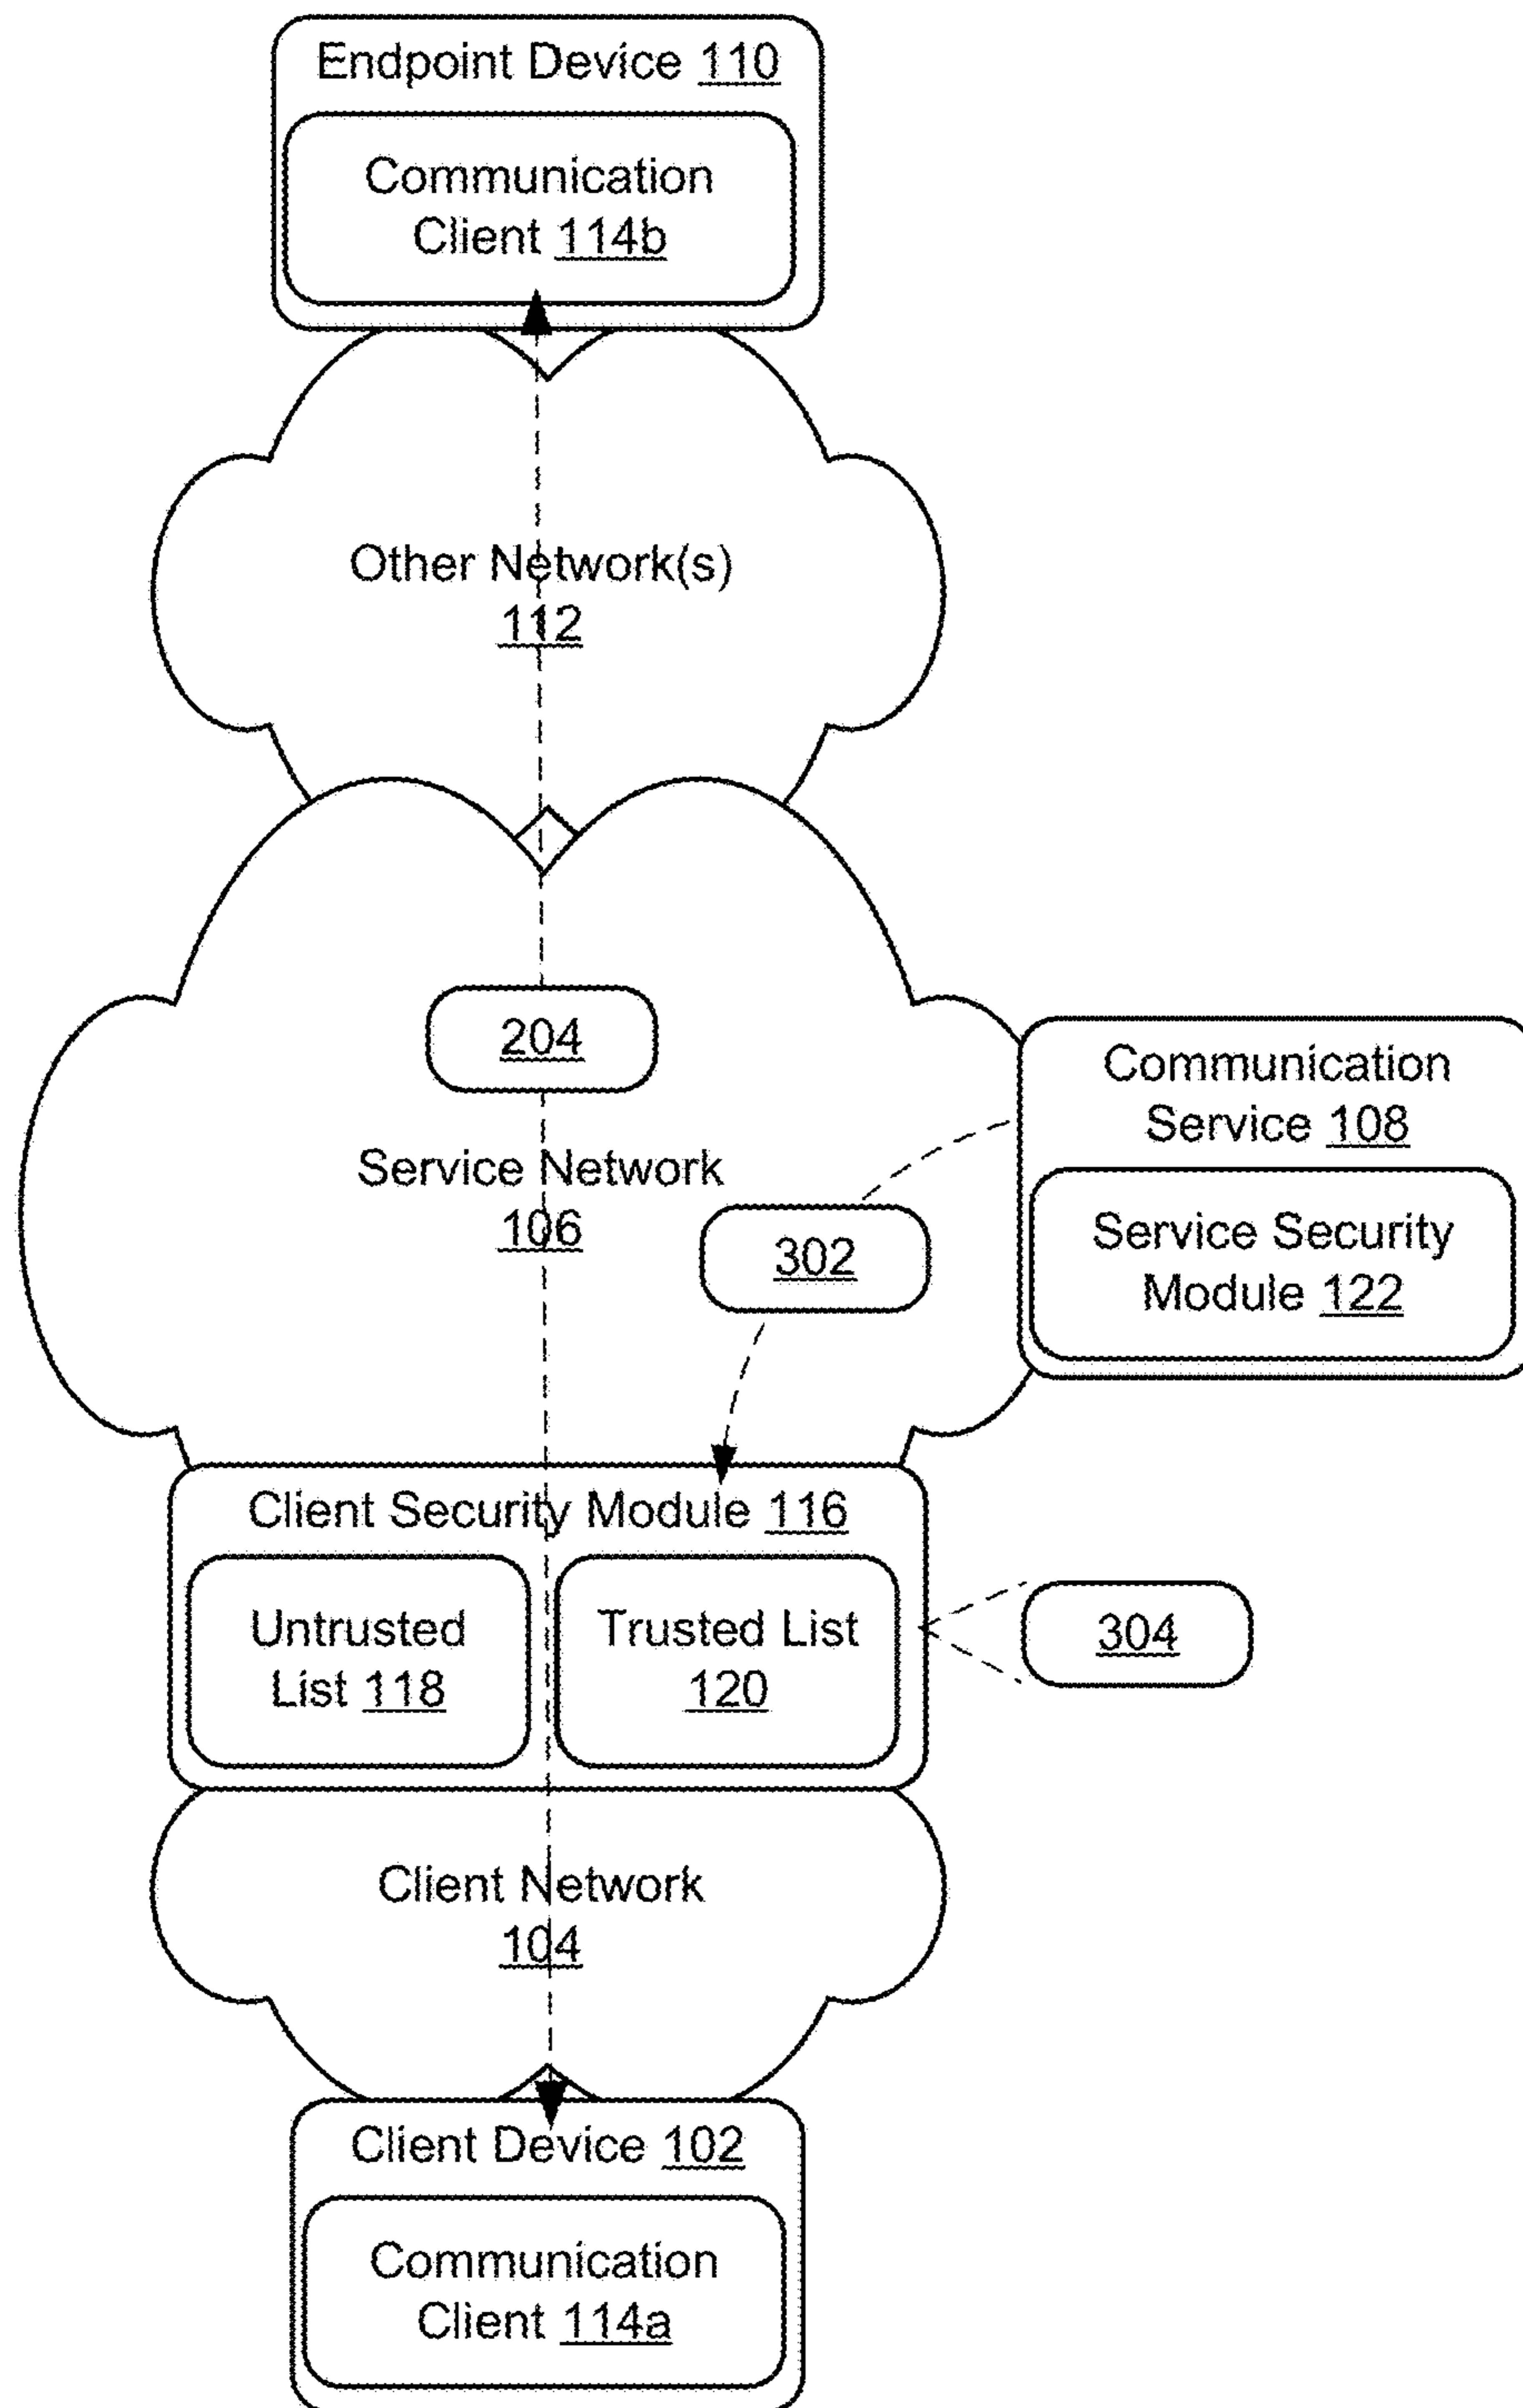 Endpoint Device 110
Communication
Client 114b
Other Network(s)
112
204
Communication
Service 108
Service Network
106
Service Security
Module 122
302
Client Security Module 116
Untrusted
List 118
Trusted List
120
304
Client Network
104
Client Device 102
Communication
Client 114a